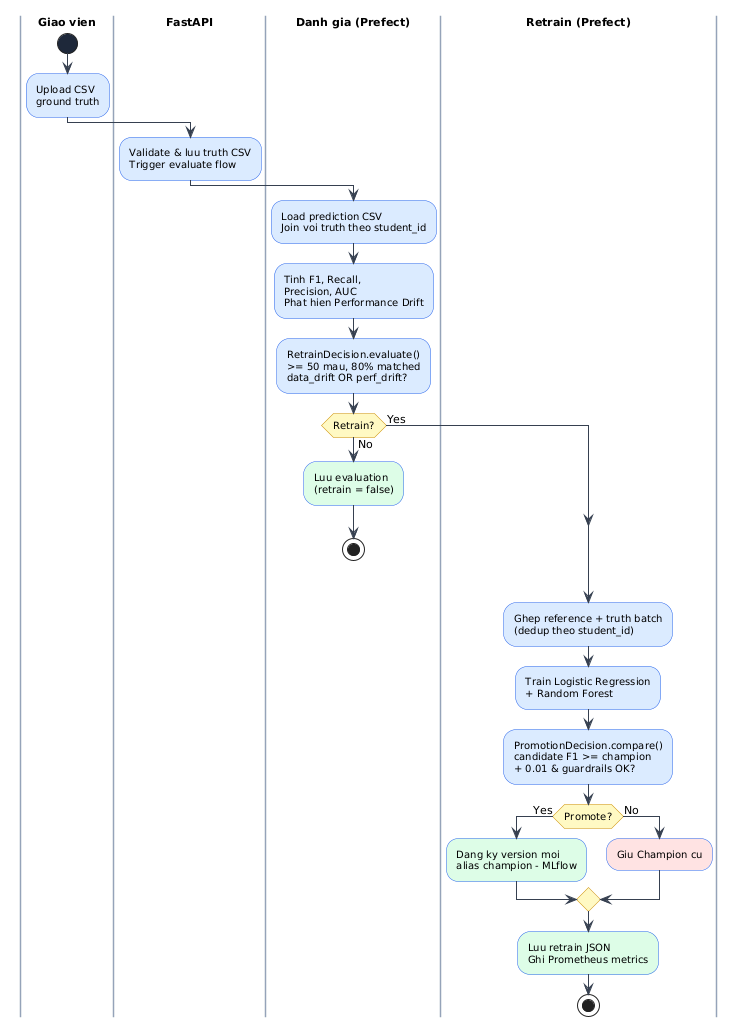 Giao vien
FastAPI
Danh gia (Prefect)
Retrain (Prefect)
Upload CSV
ground truth
Validate & luu truth CSV
Trigger evaluate flow
Load prediction CSV
Join voi truth theo student_id
Tinh F1, Recall,
Precision, AUC
Phat hien Performance Drift
RetrainDecision.evaluate()
>= 50 mau, 80% matched
data_drift OR perf_drift?
Retrain?
Yes
No
Luu evaluation
(retrain = false)
Ghep reference + truth batch
(dedup theo student_id)
Train Logistic Regression
+ Random Forest
PromotionDecision.compare()
candidate F1 >= champion
+ 0.01 & guardrails OK?
Promote?
Yes
No
Dang ky version moi
alias champion - MLflow
Giu Champion cu
Luu retrain JSON
Ghi Prometheus metrics